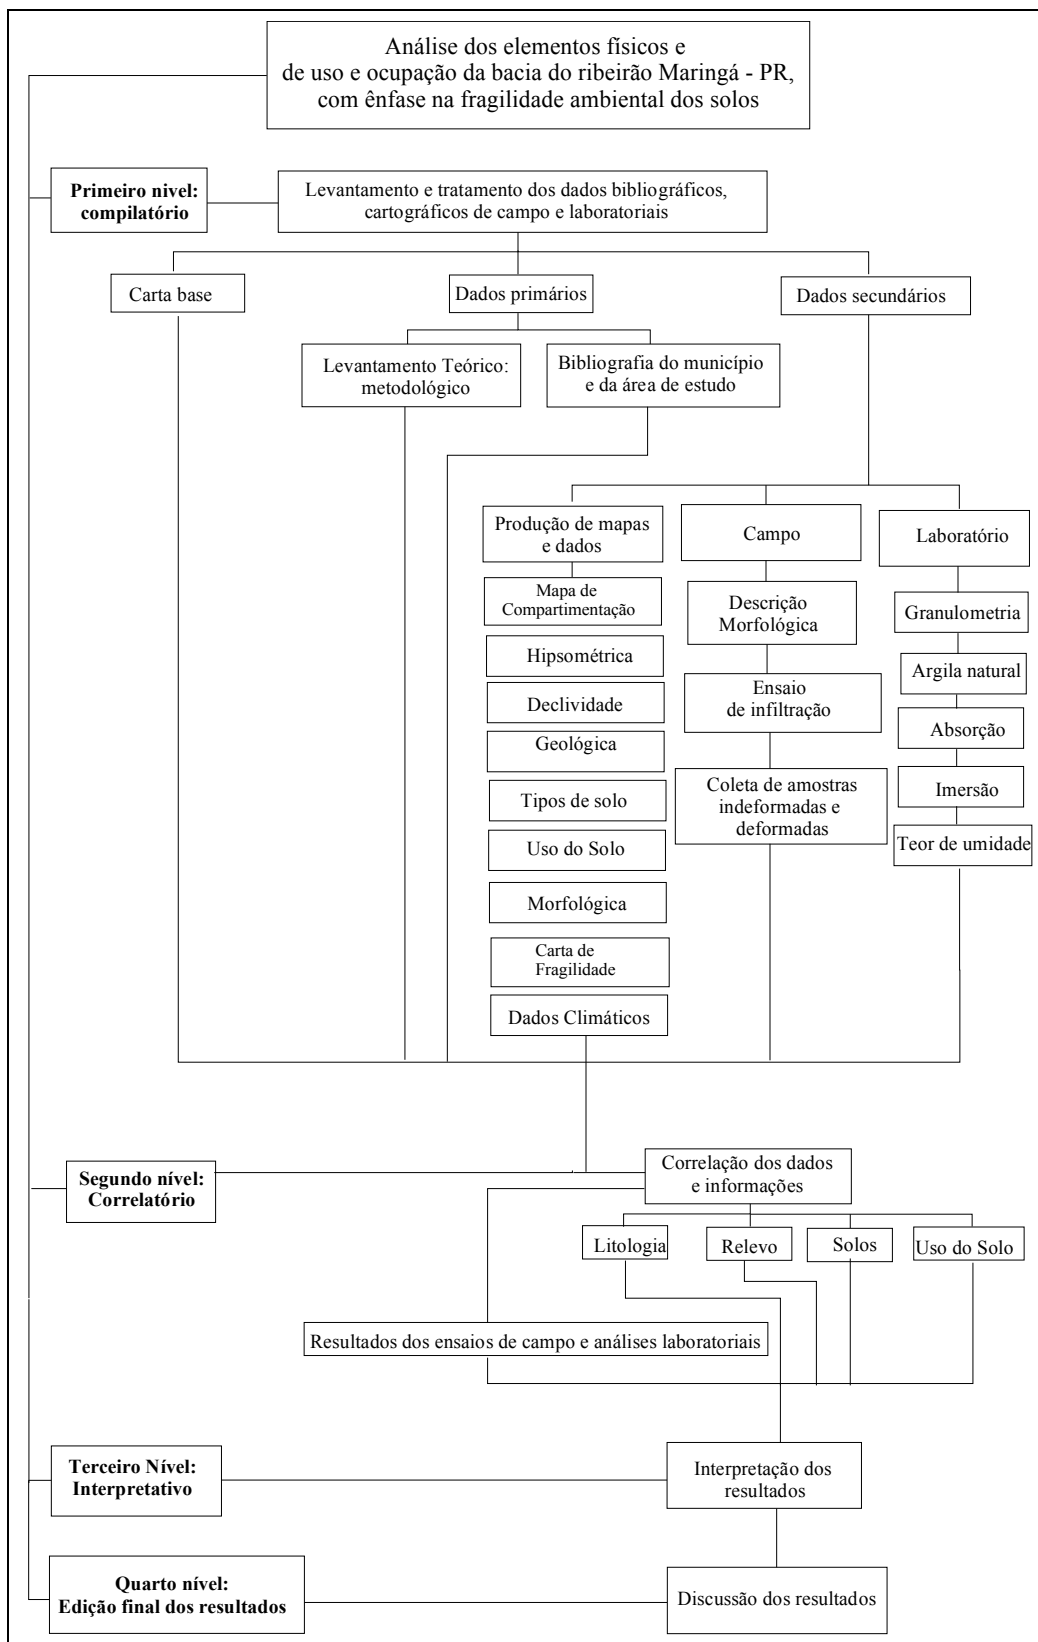 Análise dos elementos físicos e
de uso e ocupação da bacia do ribeirão Maringá - PR,
com ênfase na fragilidade ambiental dos solos
Primeiro nivel:
compilatório
Levantamento e tratamento dos dados bibliográficos,
cartográficos de campo e laboratoriais
Carta base
Dados primários
Dados secundários
Levantamento Teórico:
metodológico
Bibliografia do município
e da área de estudo
Produção de mapas
e dados
Campo
Laboratório
Mapa de
Compartimentação
Hipsométrica
Declividade
Geológica
Tipos de solo
Uso do Solo
Morfológica
Carta de
Fragilidade
Dados Climáticos
Descrição
Morfológica
Ensaio
de infiltração
Coleta de amostras
indeformadas e
deformadas
Granulometria
Argila natural
Absorção
Imersão
Teor de umidade
Segundo nível:
Correlatório
Correlação dos dados
e informações
Litologia
Relevo
Solos
Uso do Solo
Resultados dos ensaios de campo e análises laboratoriais
Terceiro Nível:
Interpretativo
Interpretação dos
resultados
Quarto nível:
Edição final dos resultados
Discussão dos resultados